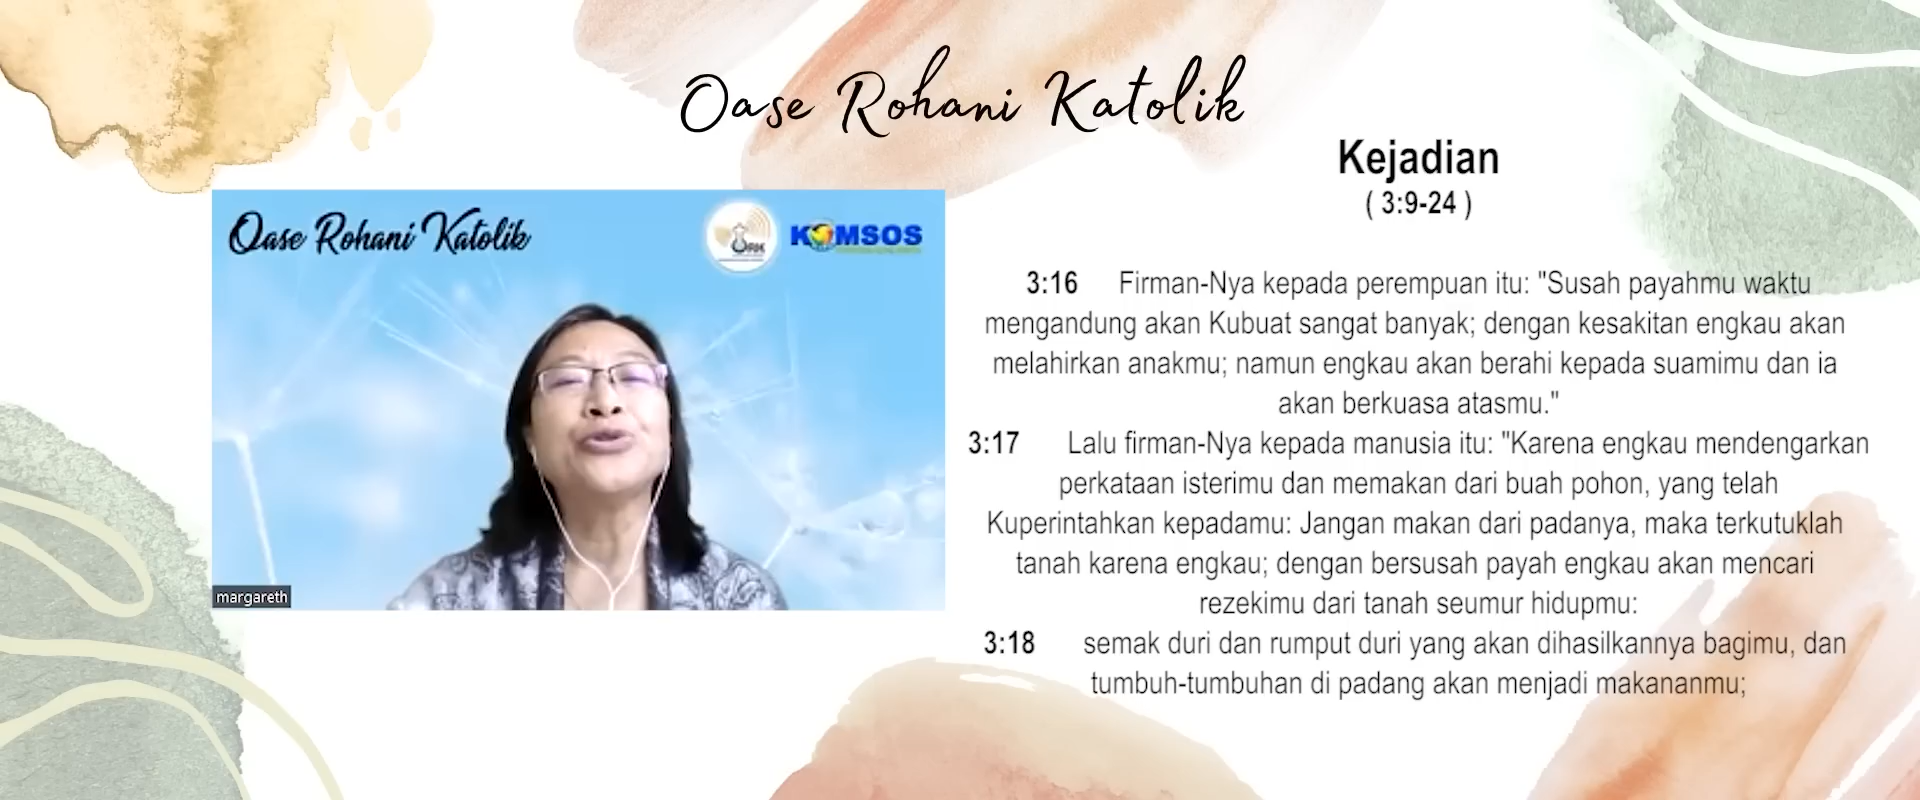 Oase Rohani Katolik
Kejadian
( 3:9-24 )
Oase Rohani Katolik
KOMSOS
margareth
3:16 Firman-Nya kepada perempuan itu: "Susah payahmu waktu
mengandung akan Kubuat sangat banyak; dengan kesakitan engkau akan
melahirkan anakmu; namun engkau akan berahi kepada suamimu dan ia
akan berkuasa atasmu."
3:17 Lalu firman-Nya kepada manusia itu: "Karena engkau mendengarkan
perkataan isterimu dan memakan dari buah pohon, yang telah
Kuperintahkan kepadamu: Jangan makan dari padanya, maka terkutuklah
tanah karena engkau; dengan bersusah payah engkau akan mencari
rezekimu dari tanah seumur hidupmu:
3:18 semak duri dan rumput duri yang akan dihasilkannya bagimu, dan
tumbuh-tumbuhan di padang akan menjadi makananmu;